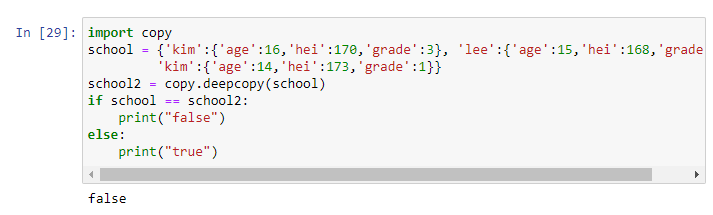 In [29]: import copy
school = {'kim':{'age':16,'hei':170,'grade':3}, 'lee':{'age':15,'hei':168,'grade
'kim':{'age':14,'hei':173,'grade':1}}
school2 = copy.deepcopy(school)
if school == school2:
print("false")
else:
print("true")
false